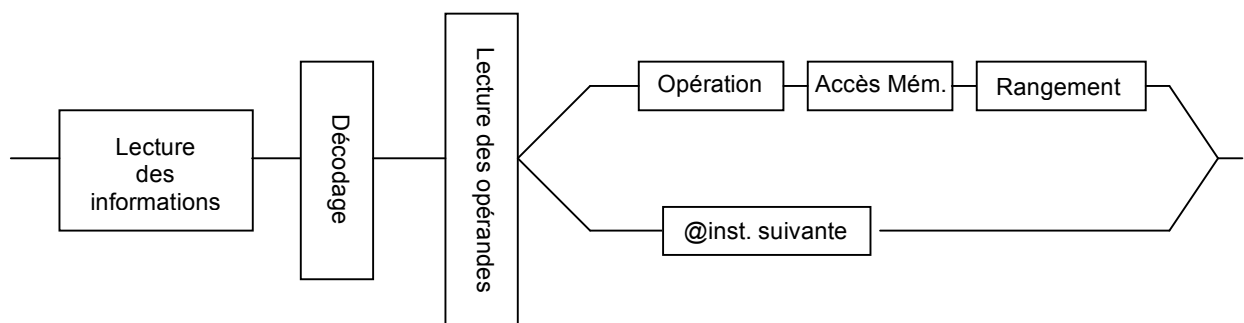 Lecture
des
informations
Décodage
Lecture des opérandes
Opération
Accès Mém.
Rangement
@inst. suivante